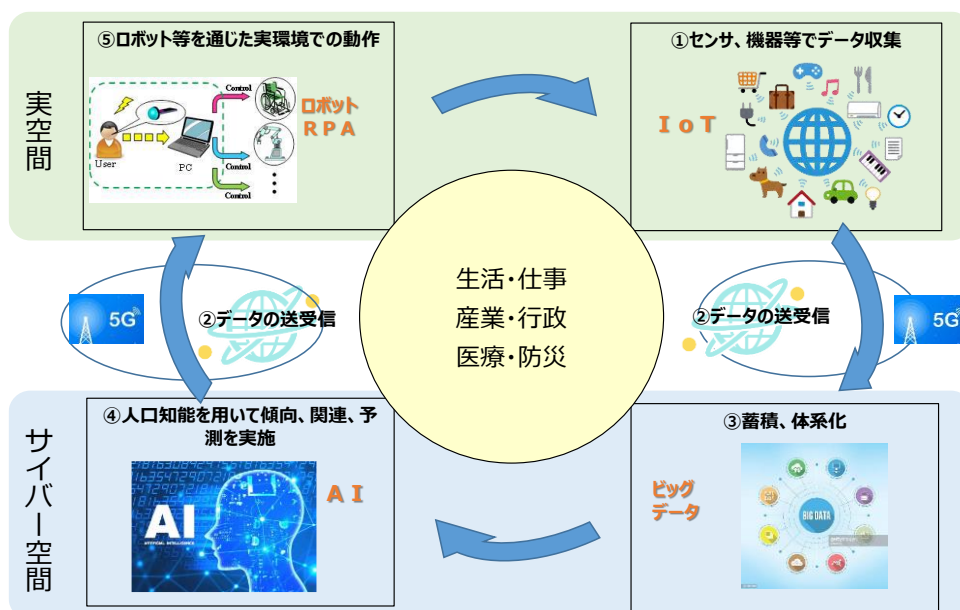 実空間
⑤ロボット等を通じた実環境での動作
Control
ロボット
ＲＰＡ
User
PC
Control
Control
①センサ、機器等でデータ収集
ＩｏＴ
生活・仕事
産業・行政
医療・防災
5G
②データの送受信
②データの送受信
5G
サイバー空間
④人口知能を用いて傾向、関連、予
測を実施
AI
ARTIFICIAL INTELLIGENCE
ＡＩ
③蓄積、体系化
ビッグ
データ
BIG DATA